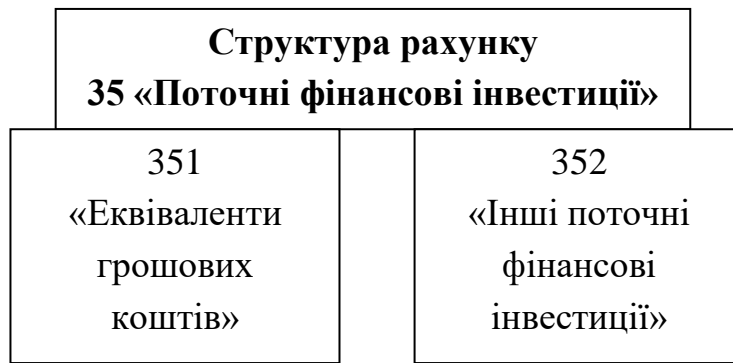 Структура рахунку
35 «Поточні фінансові інвестиції»
351
«Еквіваленти
грошових
коштів»
352
«Інші поточні
фінансові
інвестиції»